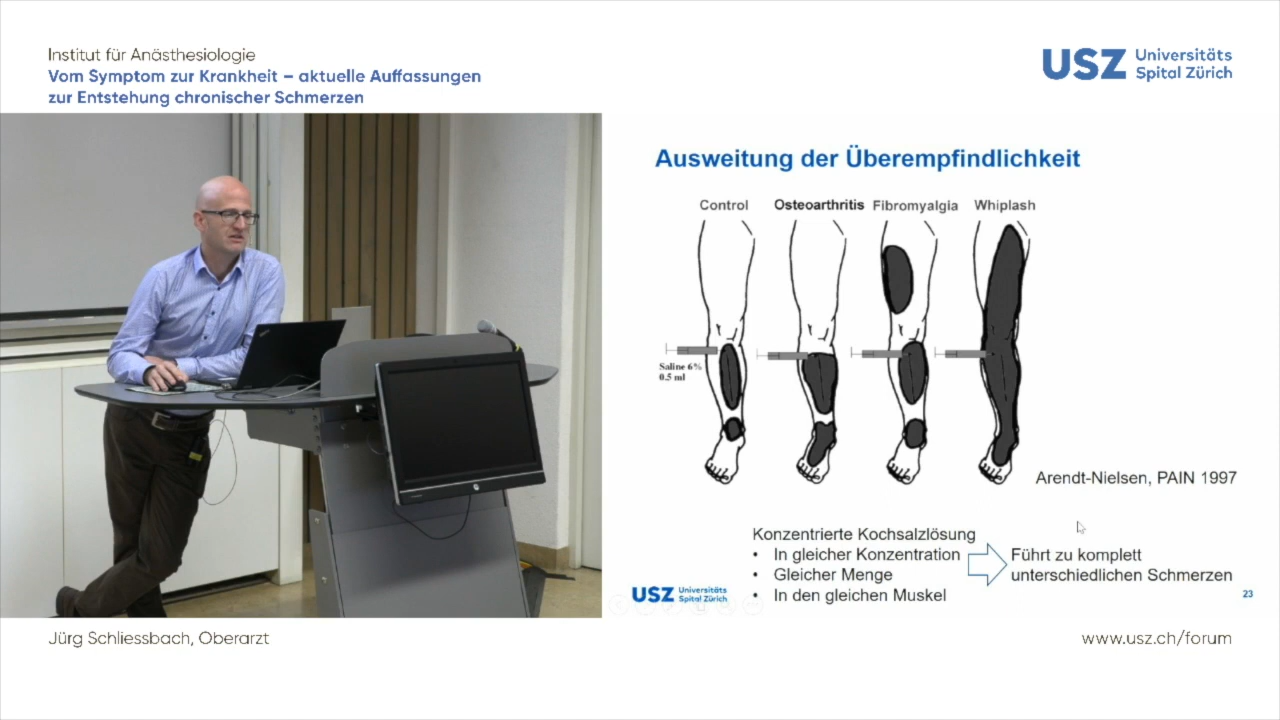 Institut für Anästhesiologie
Vom Symptom zur Krankheit – aktuelle Auffassungen
zur Entstehung chronischer Schmerzen
USZ Universitäts
Spital Zürich
Ausweitung der Überempfindlichkeit
Control Osteoarthritis Fibromyalgia Whiplash
Saline 6%
0.5 ml
Arendt-Nielsen, PAIN 1997
Konzentrierte Kochsalzlösung
• In gleicher Konzentration
• Gleicher Menge
• In den gleichen Muskel
Führt zu komplett
unterschiedlichen Schmerzen
USZ Universitäts
Spital Zürich
23
Jürg Schliessbach, Oberarzt
www.usz.ch/forum